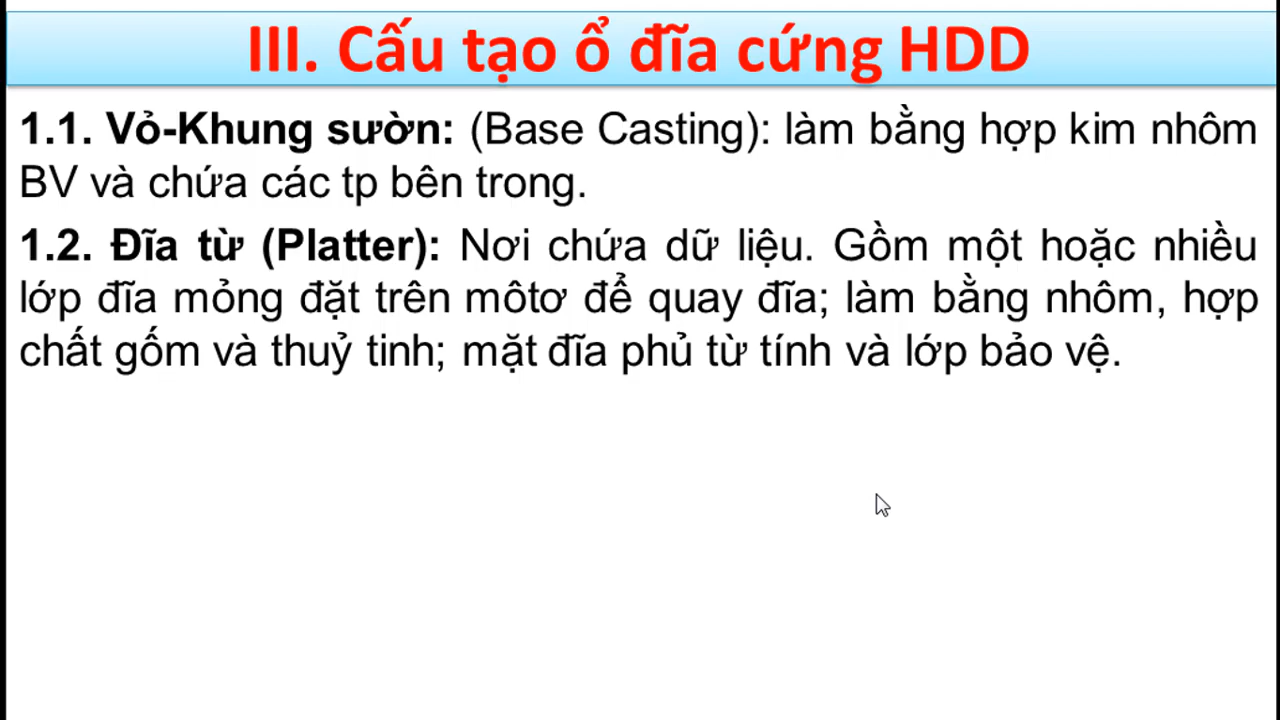 III. Cấu tạo ổ đĩa cứng HDD
1.1. Vỏ-Khung sườn: (Base Casting): làm bằng hợp kim nhôm
BV và chứa các tp bên trong.
1.2. Đĩa từ (Platter): Nơi chứa dữ liệu. Gồm một hoặc nhiều
lớp đĩa mỏng đặt trên môtơ để quay đĩa; làm bằng nhôm, hợp
chất gốm và thuỷ tinh; mặt đĩa phủ từ tính và lớp bảo vệ.